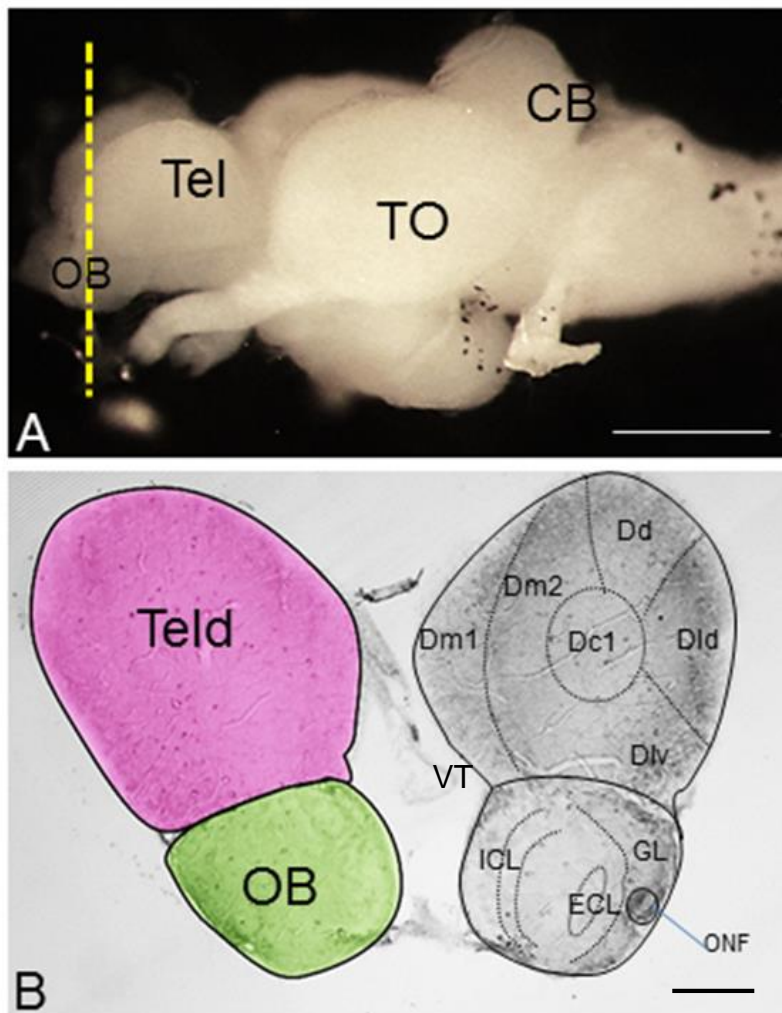 CB
Tel
TO
OB
A
Dd
Dm2
Teld
Dm1
Dc1
Dld
Dlv
VT
ICL
GL
OB
ECL
ONF
B